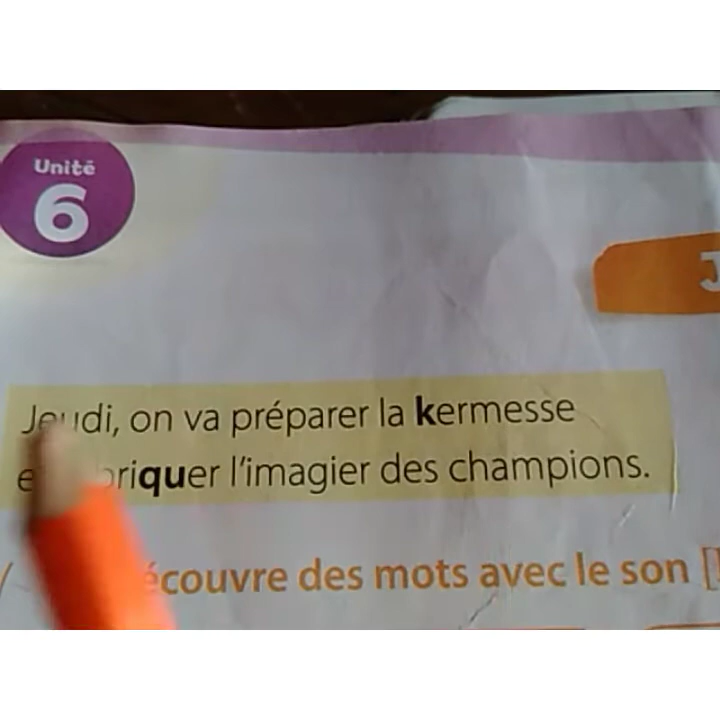 Unité
6
J
Jeudi, on va préparer la kermesse
l'imagier des champions.
des mots avec le son [